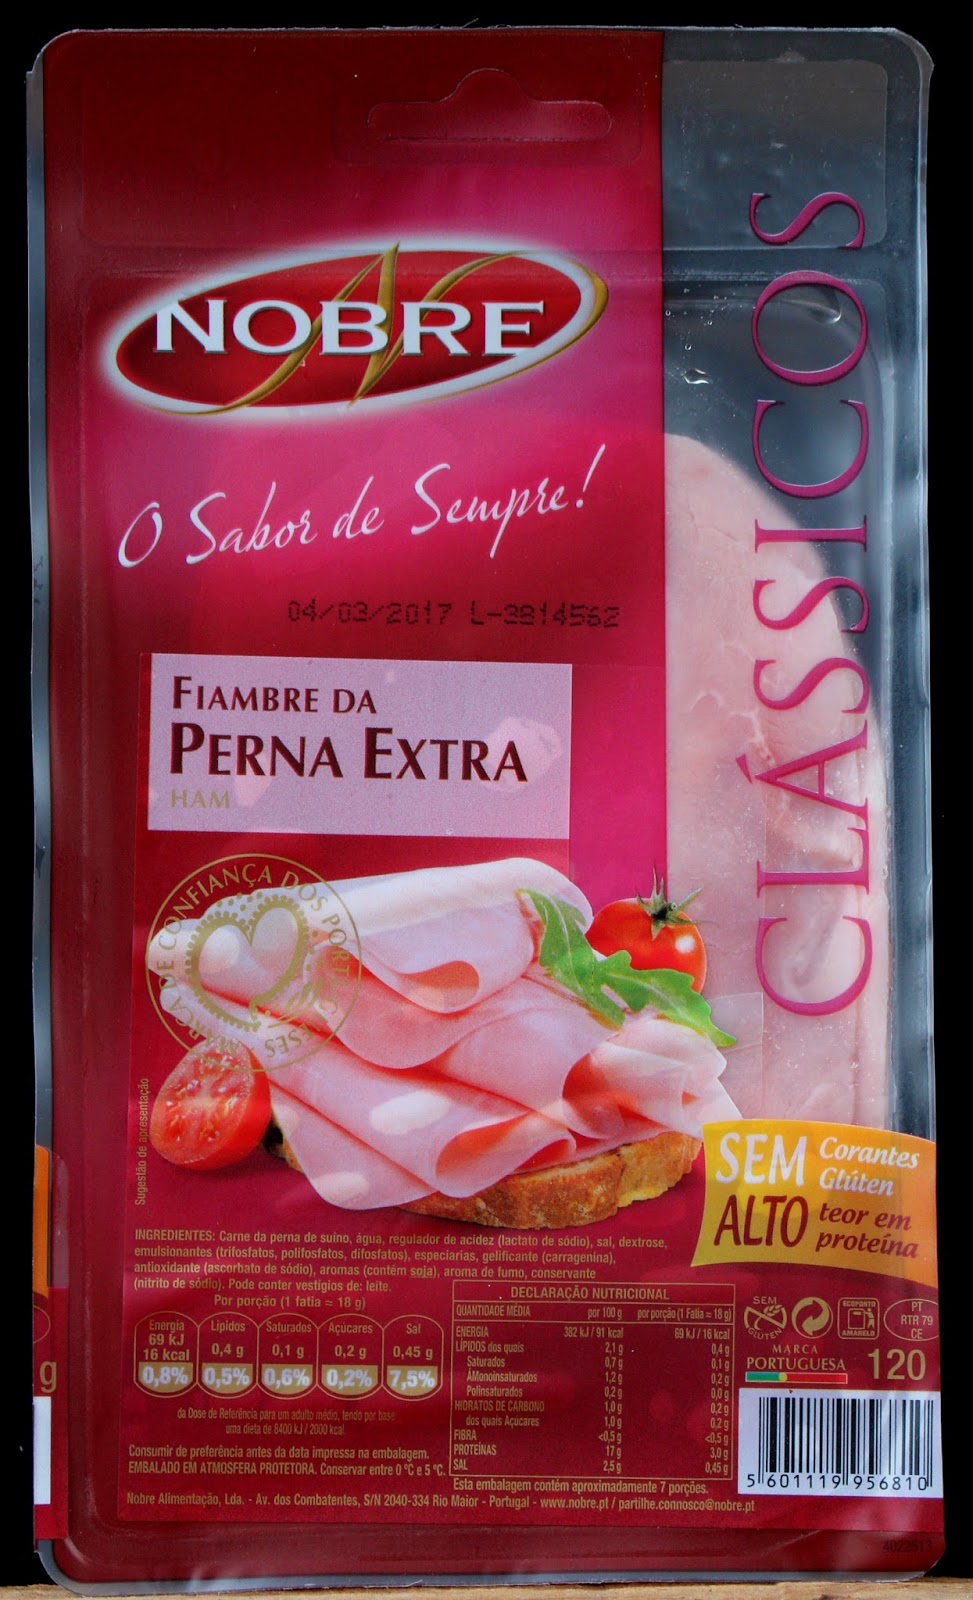 NOBRE
O Sabor de Sempre!
04/03/2017 L-3814562
CLÁSSICOS
FIAMBRE DA
PERNA EXTRA
HAM
MARCA DE CONFIANÇA DOS PORTUGUESES
Sugestão de apresentação
SEM Corantes
Glúten
ALTO teor em
proteína
INGREDIENTES: Carne da perna de suíno, água, regulador de acidez (lactato de sódio), sal, dextrose,
emulsionantes (trifosfatos, polifosfatos, difosfatos), especiarias, gelificante (carragenina),
antioxidante (ascorbato de sódio), aromas (contém soja), aroma de fumo, conservante
(nitrito de sódio). Pode conter vestígios de: leite.
Por porção (1 fatia = 18 g)
Energia Lípidos Saturados Açúcares Sal
69 kJ
16 kcal 0,4 g 0,1 g 0,2 g 0,45 g
0,8% 0,5% 0,6% 0,2% 7,5%
da Dose de Referência para um adulto médio, tendo por base
uma dieta de 8400 kJ / 2000 kcal.
Consumir de preferência antes da data impressa na embalagem.
EMBALADO EM ATMOSFERA PROTETORA. Conservar entre 0 ºC e 5 ºC.
DECLARAÇÃO NUTRICIONAL
QUANTIDADE MÉDIA por 100 g por porção (1 Fatia = 18 g)
ENERGIA 382 kJ / 91 kcal 69 kJ / 16 kcal
LÍPIDOS dos quais 2,1 g 0,4 g
Saturados 0,7 g 0,1 g
Monoinsaturados 1,2 g 0,2 g
Polinsaturados 0,2 g 0,0 g
HIDRATOS DE CARBONO 1,0 g 0,2 g
dos quais Açúcares 1,0 g 0,2 g
FIBRA <0,5 g <0,5 g
PROTEÍNAS 17 g 3,0 g
SAL 2,5 g 0,45 g
Esta embalagem contém aproximadamente 7 porções.
Nobre Alimentação, Lda. - Av. dos Combatentes, S/N 2040-334 Rio Maior - Portugal - www.nobre.pt / partilhe.connosco@nobre.pt
SEM
GLÚTEN
ECOPONTO
AMARELO
PT
RTR 79
CE
MARCA
PORTUGUESA
120
g
5 601119 956810
4022513